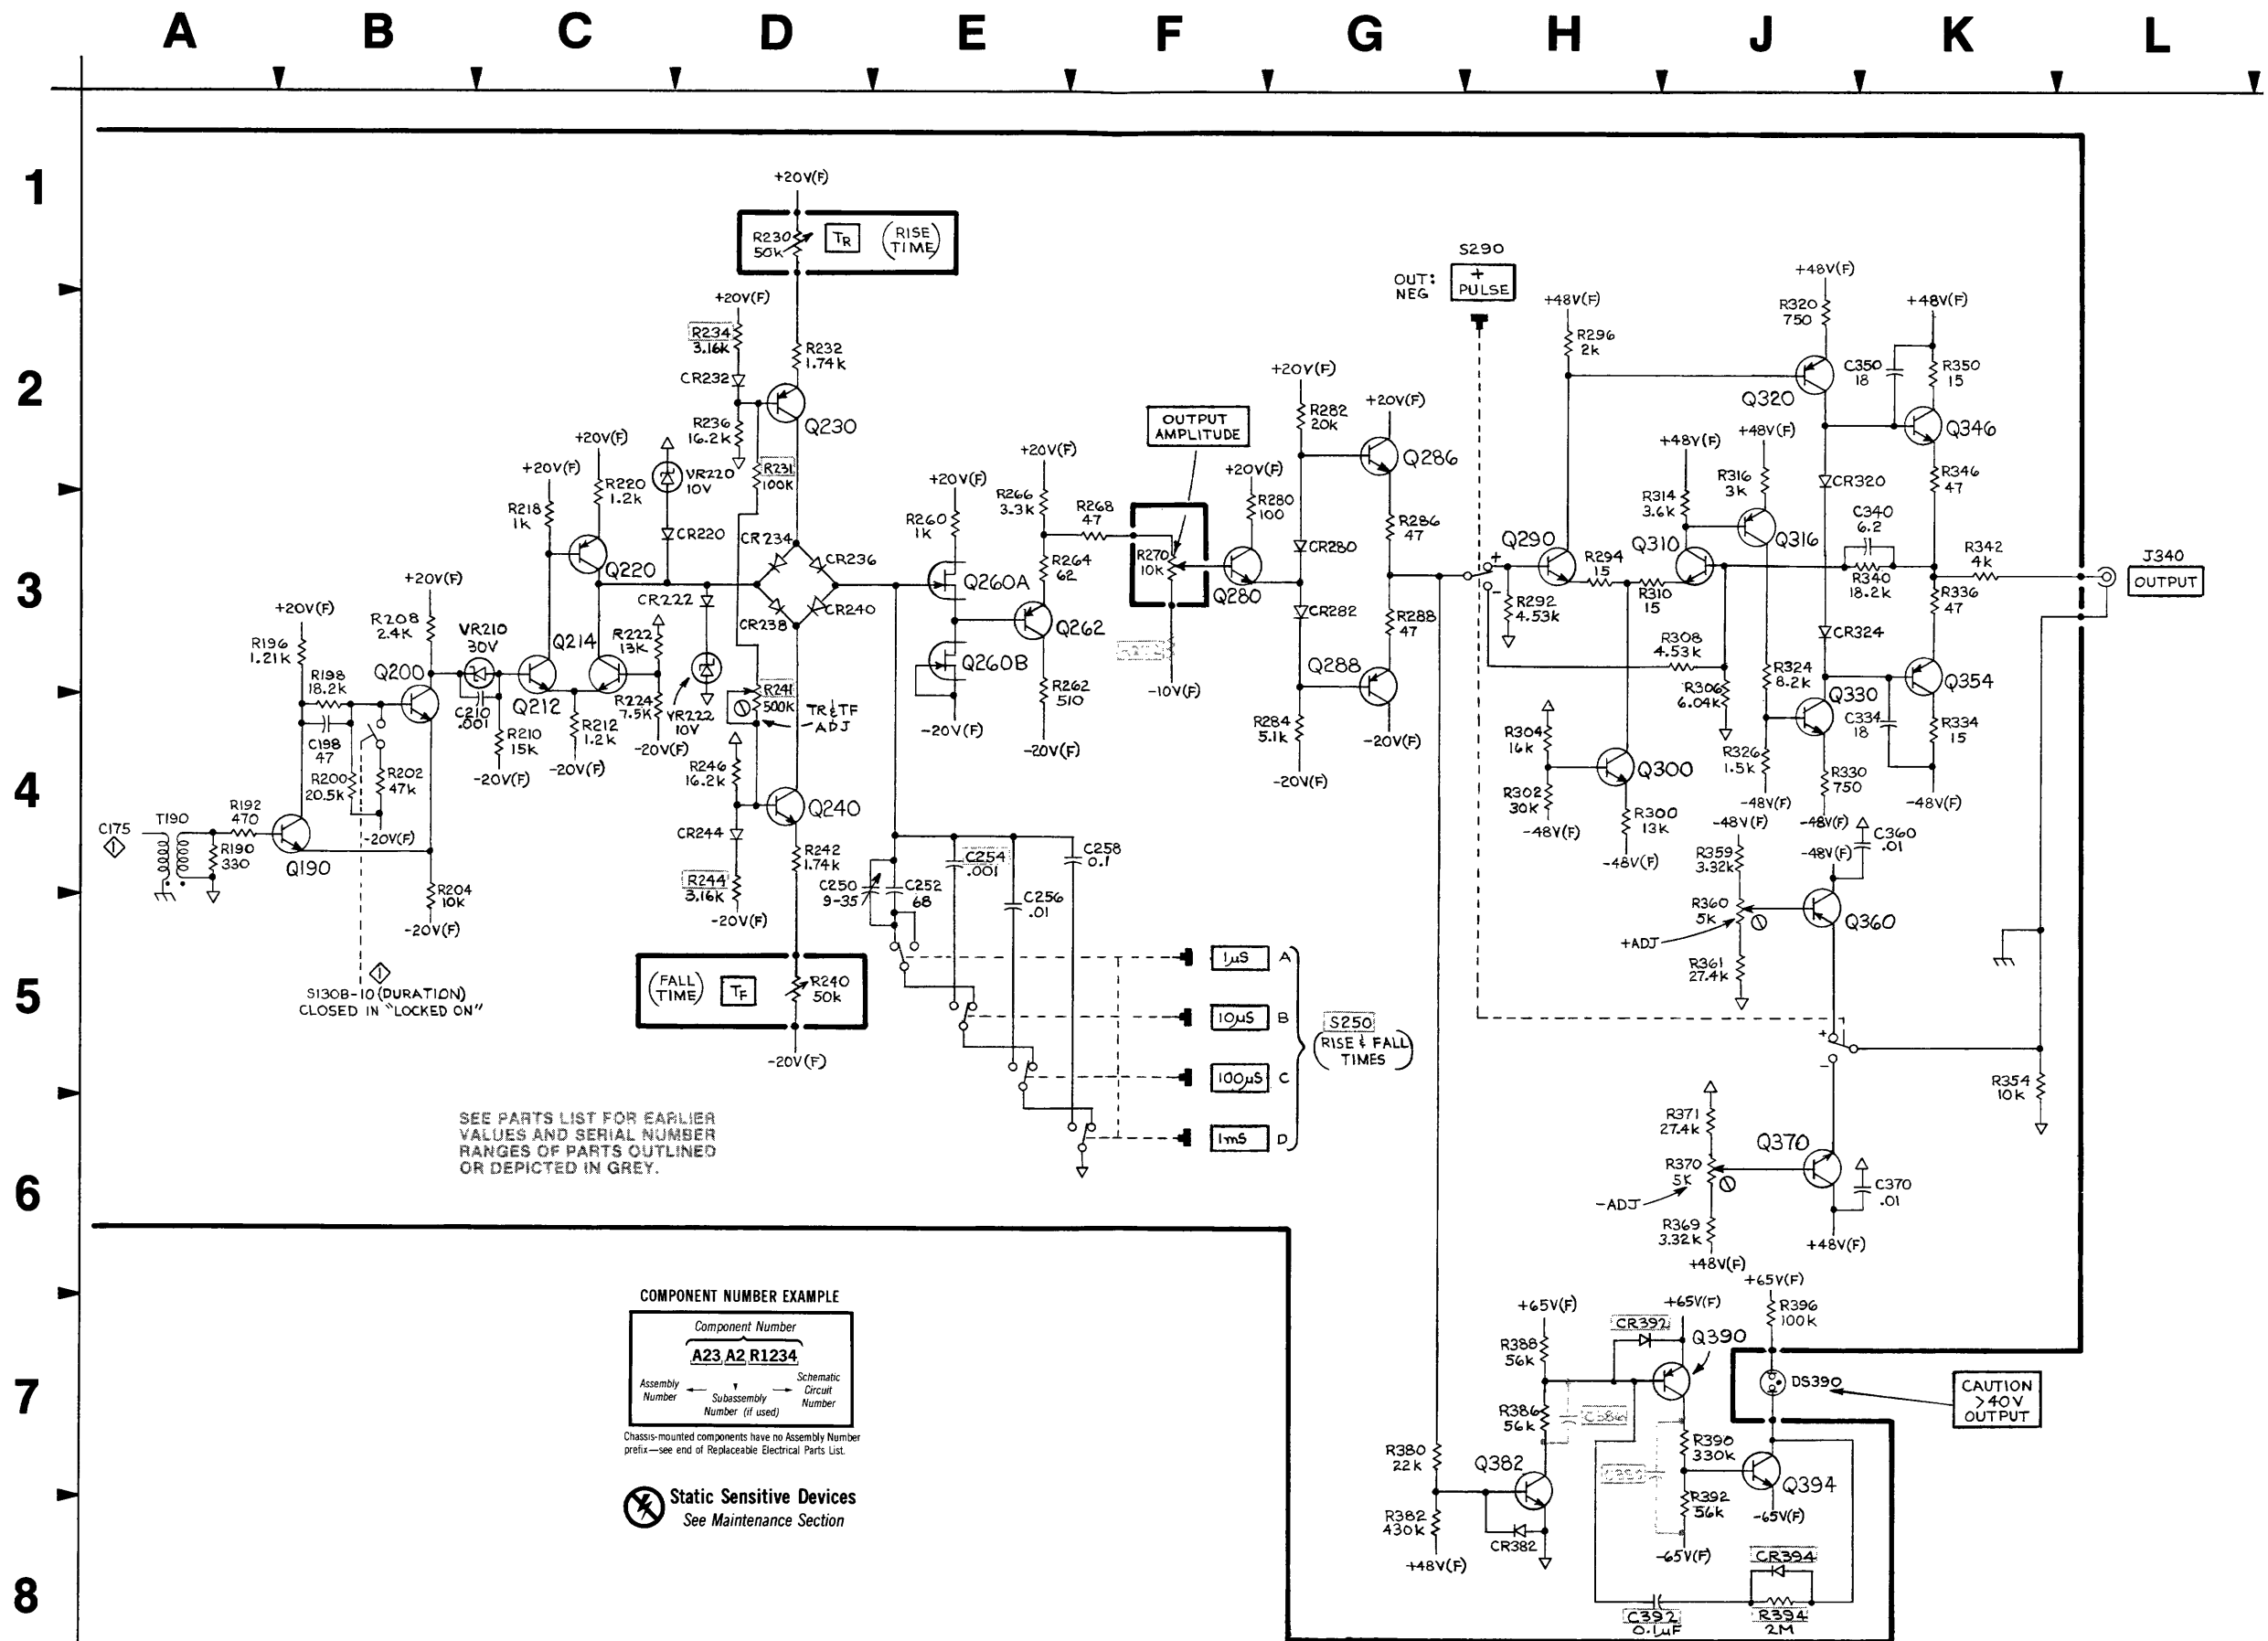 A B C D E F G H J K L
1
2
3
4
5
6
7
8
+20V(F)
R230
50K
TR
(RISE
TIME)
+20V(F)
R234
3.16K
R232
1.74K
CR232
Q230
R236
16.2K
R231
100K
+20V(F)
+20V(F)
R220
1.2K
R218
1K
VR220
10V
CR220
Q220
CR234
CR236
CR238
CR240
CR222
R222
13K
VR222
10V
R224
7.5K
-20V(F)
+20V(F)
R208
2.4K
+20V(F)
R196
1.21K
R198
18.2K
Q200
VR210
30V
C210
.001
Q214
Q212
R210
15K
-20V(F)
R212
1.2K
-20V(F)
C198
47
R200
20.5K
R202
47K
-20V(F)
C175
1
T190
R190
330
R192
470
Q190
R204
10K
-20V(F)
1
S130B-10 (DURATION)
CLOSED IN "LOCKED ON"
R241
500K
TR & TF
ADJ
R246
16.2K
Q240
CR244
R242
1.74K
R244
3.16K
-20V(F)
(FALL
TIME)
TF
R240
50K
-20V(F)
+20V(F)
R260
1K
Q260A
Q260B
-20V(F)
+20V(F)
R266
3.3K
R264
62
Q262
R262
510
-20V(F)
R268
47
OUTPUT
AMPLITUDE
R270
10K
-10V(F)
+20V(F)
R280
100
Q280
C250
9-35
C252
68
C254
.001
C256
.01
C258
0.1
1µS A
10µS B
100µS C
1mS D
S250
(RISE & FALL
TIMES)
+20V(F)
R282
20K
+20V(F)
Q286
R286
47
CR280
CR282
R288
47
Q288
R284
5.1K
-20V(F)
-20V(F)
S290
OUT:
NEG
+
PULSE
+48V(F)
R296
2K
Q290
+
-
R294
15
R292
4.53K
R310
15
Q310
+48V(F)
R314
3.6K
+48V(F)
R316
3K
Q316
R308
4.53K
R306
6.04K
R304
16K
R302
30K
-48V(F)
Q300
R300
13K
-48V(F)
+48V(F)
R320
750
Q320
CR320
C340
6.2
R340
18.2K
CR324
R324
8.2K
Q330
R326
1.5K
-48V(F)
R330
750
-48V(F)
+48V(F)
C350
18
R350
15
Q346
R346
47
R342
4K
R336
47
Q354
C334
18
R334
15
-48V(F)
J340
OUTPUT
-48V(F)
R359
3.32K
R360
5K
+ADJ
R361
27.4K
-48V(F)
C360
.01
Q360
+
-
R354
10K
R371
27.4K
R370
5K
-ADJ
R369
3.32K
+48V(F)
Q370
C370
.01
+48V(F)
+65V(F)
R388
56K
CR392
+65V(F)
Q390
R386
56K
C386
R380
22K
Q382
R382
430K
+48V(F)
CR382
R390
330K
R392
56K
-65V(F)
+65V(F)
R396
100K
DS390
CAUTION
>40V
OUTPUT
Q394
-65V(F)
CR394
C392
0.1µF
R394
2M
SEE PARTS LIST FOR EARLIER
VALUES AND SERIAL NUMBER
RANGES OF PARTS OUTLINED
OR DEPICTED IN GREY.
COMPONENT NUMBER EXAMPLE
Component Number
A23 A2 R1234
Assembly
Number
Subassembly
Number (if used)
Schematic
Circuit
Number
Chassis-mounted components have no Assembly Number
prefix—see end of Replaceable Electrical Parts List.
Static Sensitive Devices
See Maintenance Section